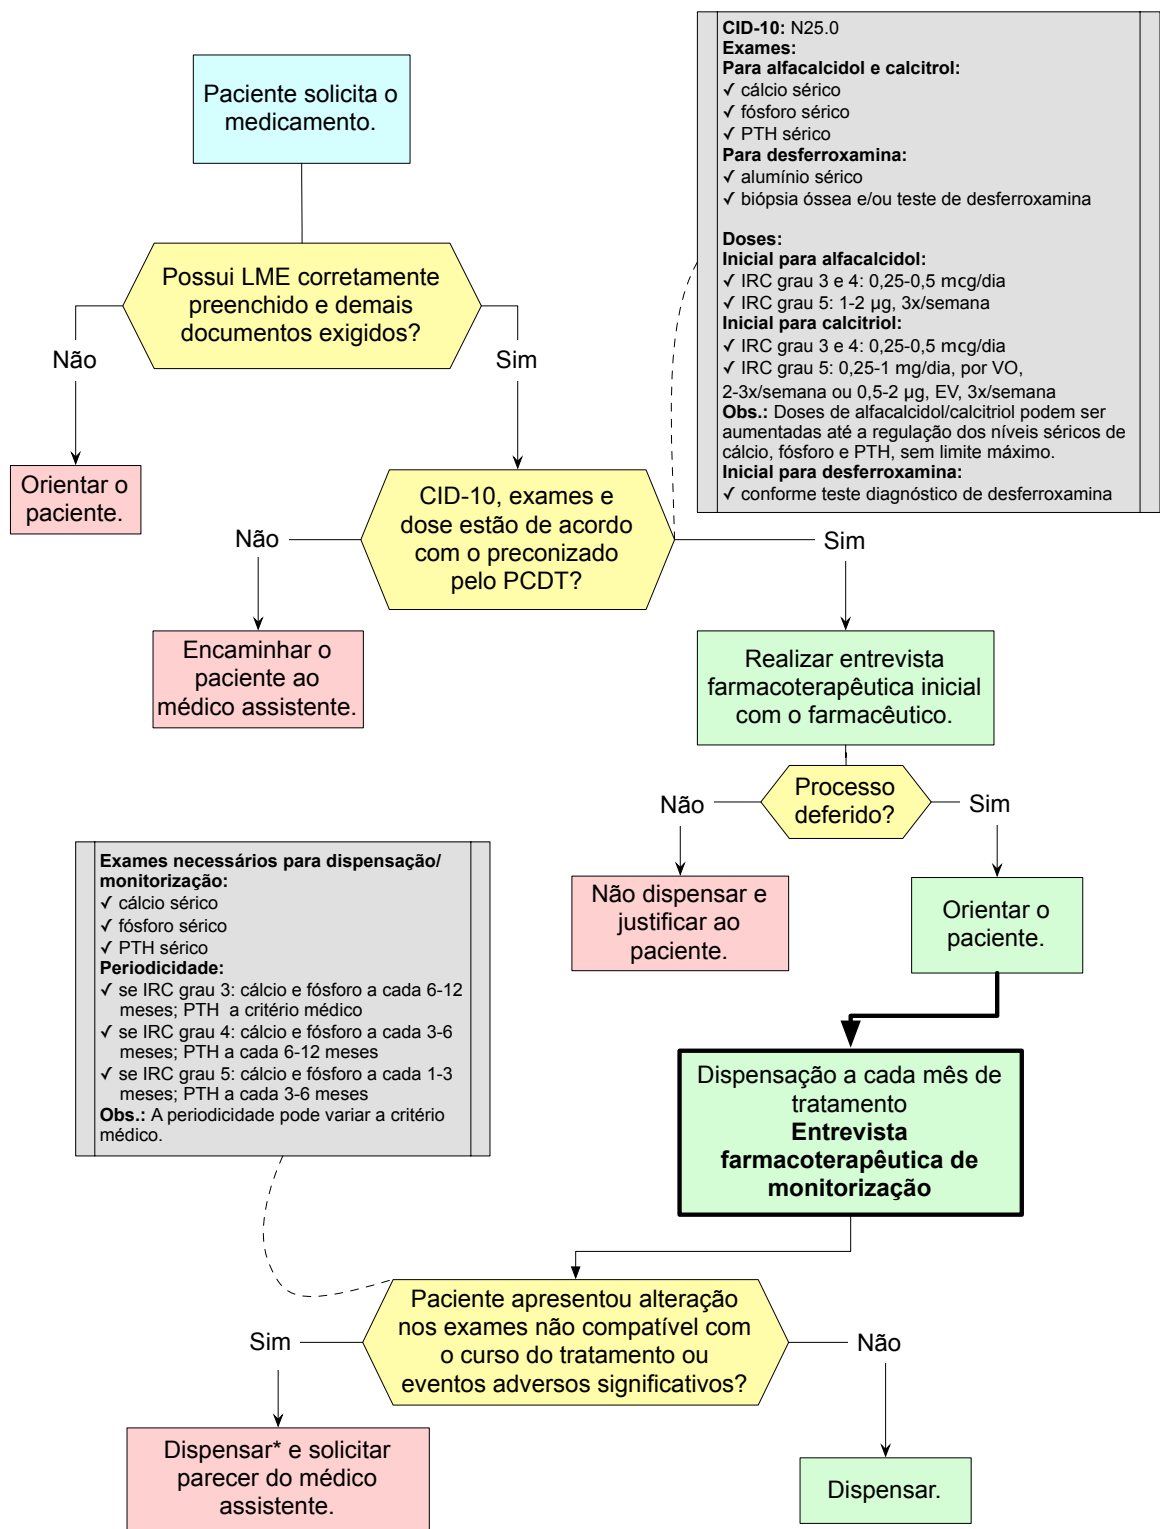 CID-10: N25.0
Exames:
Para alfacalcidol e calcitrol:
✓ cálcio sérico
✓ fósforo sérico
✓ PTH sérico
Para desferroxamina:
✓ alumínio sérico
✓ biópsia óssea e/ou teste de desferroxamina
Doses:
Inicial para alfacalcidol:
✓ IRC grau 3 e 4: 0,25-0,5 mcg/dia
✓ IRC grau 5: 1-2 µg, 3x/semana
Inicial para calcitriol:
✓ IRC grau 3 e 4: 0,25-0,5 mcg/dia
✓ IRC grau 5: 0,25-1 mg/dia, por VO,
2-3x/semana ou 0,5-2 µg, EV, 3x/semana
Obs.: Doses de alfacalcidol/calcitriol podem ser
aumentadas até a regulação dos níveis séricos de
cálcio, fósforo e PTH, sem limite máximo.
Inicial para desferroxamina:
✓ conforme teste diagnóstico de desferroxamina
Paciente solicita o
medicamento.
Possui LME corretamente
preenchido e demais
documentos exigidos?
Não
Sim
Orientar o
paciente.
CID-10, exames e
dose estão de acordo
com o preconizado
pelo PCDT?
Não
Sim
Encaminhar o
paciente ao
médico assistente.
Realizar entrevista
farmacoterapêutica inicial
com o farmacêutico.
Processo
deferido?
Não
Sim
Não dispensar e
justificar ao
paciente.
Orientar o
paciente.
Exames necessários para dispensação/
monitorização:
✓ cálcio sérico
✓ fósforo sérico
✓ PTH sérico
Periodicidade:
✓ se IRC grau 3: cálcio e fósforo a cada 6-12
meses; PTH a critério médico
✓ se IRC grau 4: cálcio e fósforo a cada 3-6
meses; PTH a cada 6-12 meses
✓ se IRC grau 5: cálcio e fósforo a cada 1-3
meses; PTH a cada 3-6 meses
Obs.: A periodicidade pode variar a critério
médico.
Dispensação a cada mês de
tratamento
Entrevista
farmacoterapêutica de
monitorização
Paciente apresentou alteração
nos exames não compatível com
o curso do tratamento ou
eventos adversos significativos?
Sim
Não
Dispensar* e solicitar
parecer do médico
assistente.
Dispensar.